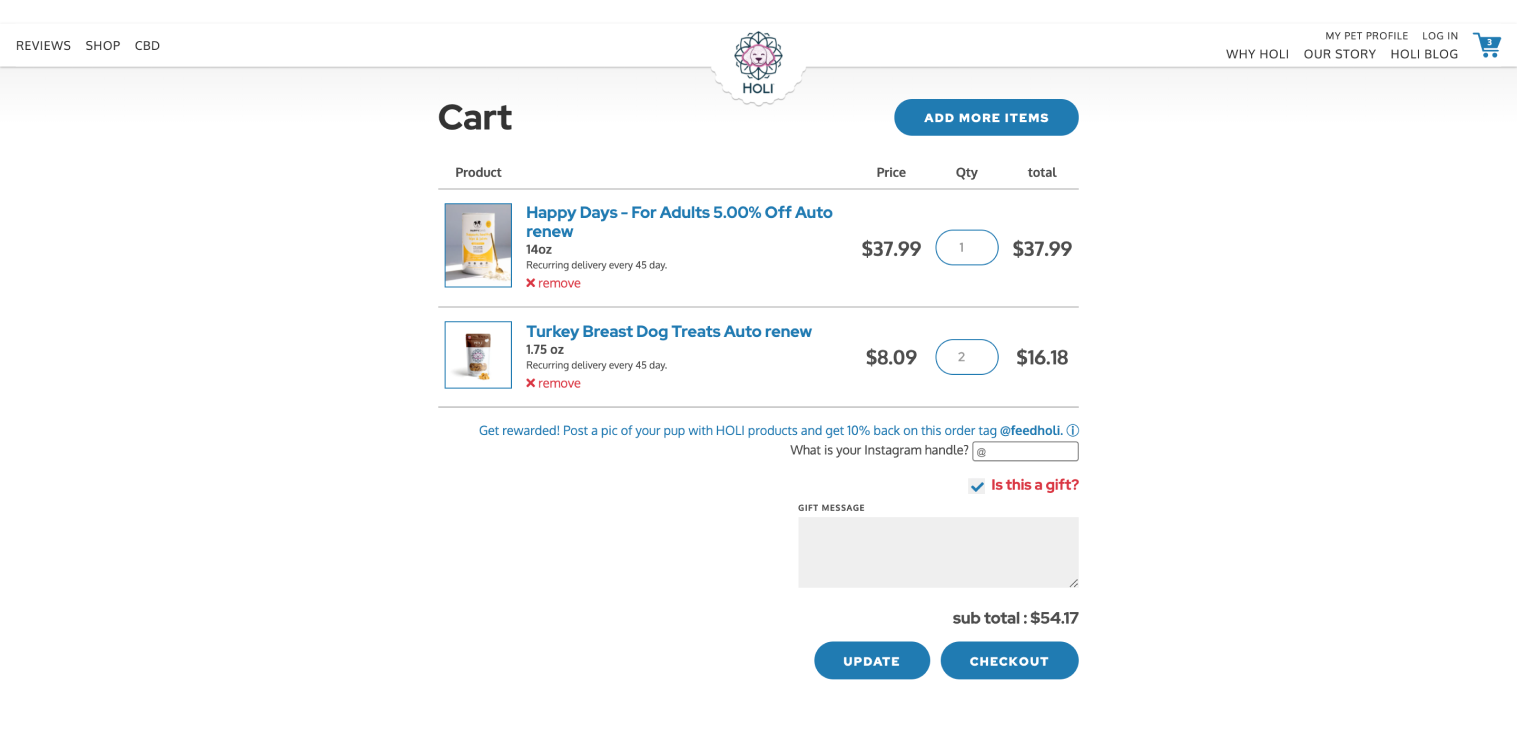 REVIEWS SHOP CBD
MY PET PROFILE LOG IN
WHY HOLI OUR STORY HOLI BLOG
3
HOLI
Cart
ADD MORE ITEMS
Product Price Qty total
Happy Days - For Adults 5.00% Off Auto
renew
14oz
Recurring delivery every 45 day.
remove
$37.99 1 $37.99
Turkey Breast Dog Treats Auto renew
1.75 oz
Recurring delivery every 45 day.
remove
$8.09 2 $16.18
HOLI
Get rewarded! Post a pic of your pup with HOLI products and get 10% back on this order tag @feedholi.
What is your Instagram handle? @
Is this a gift?
GIFT MESSAGE
sub total : $54.17
UPDATE CHECKOUT